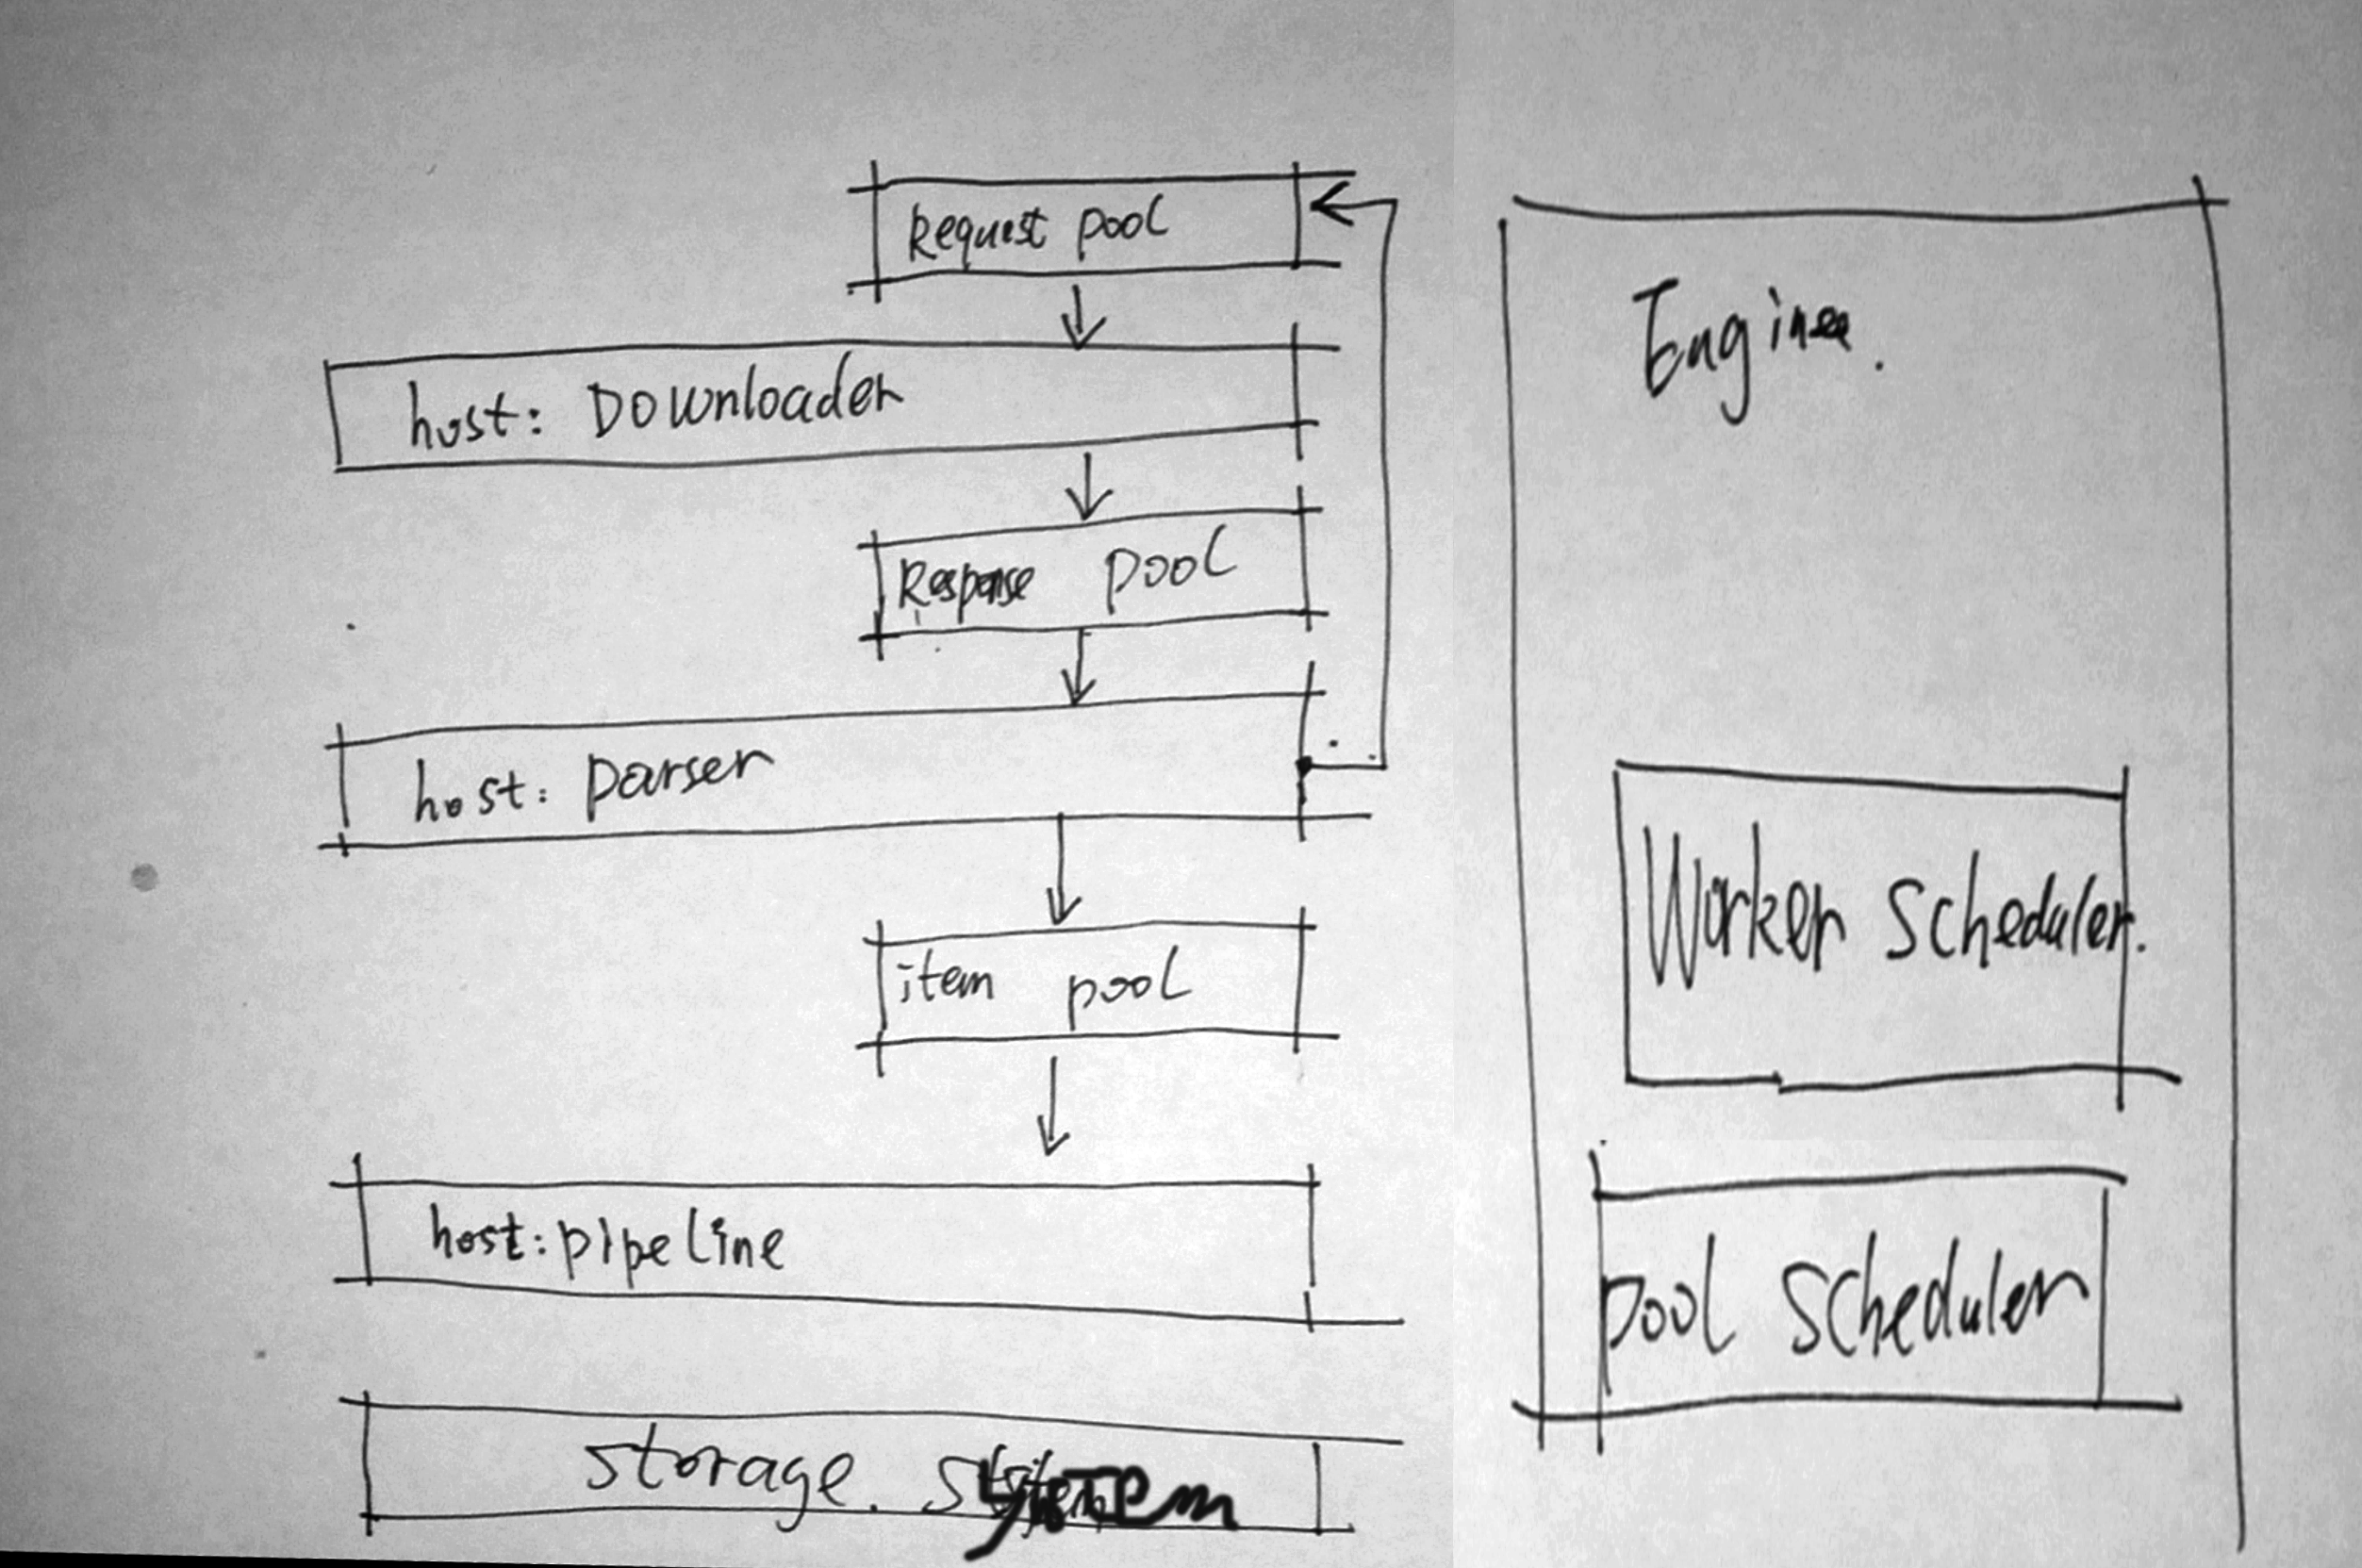 Request pool
host: Downloader
Response pool
host: parser
item pool
host: pipeline
storage. system
Engine.
Worker Scheduler.
pool Scheduler